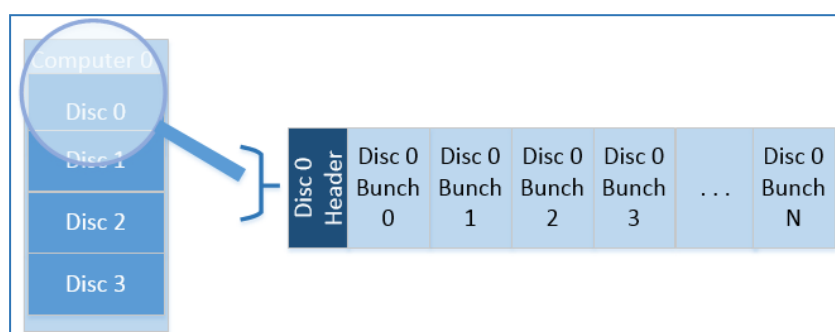 Computer 0
Disc 0
Disc 1
Disc 2
Disc 3
Disc 0
Header
Disc 0
Bunch
0
Disc 0
Bunch
1
Disc 0
Bunch
2
Disc 0
Bunch
3
. . .
Disc 0
Bunch
N